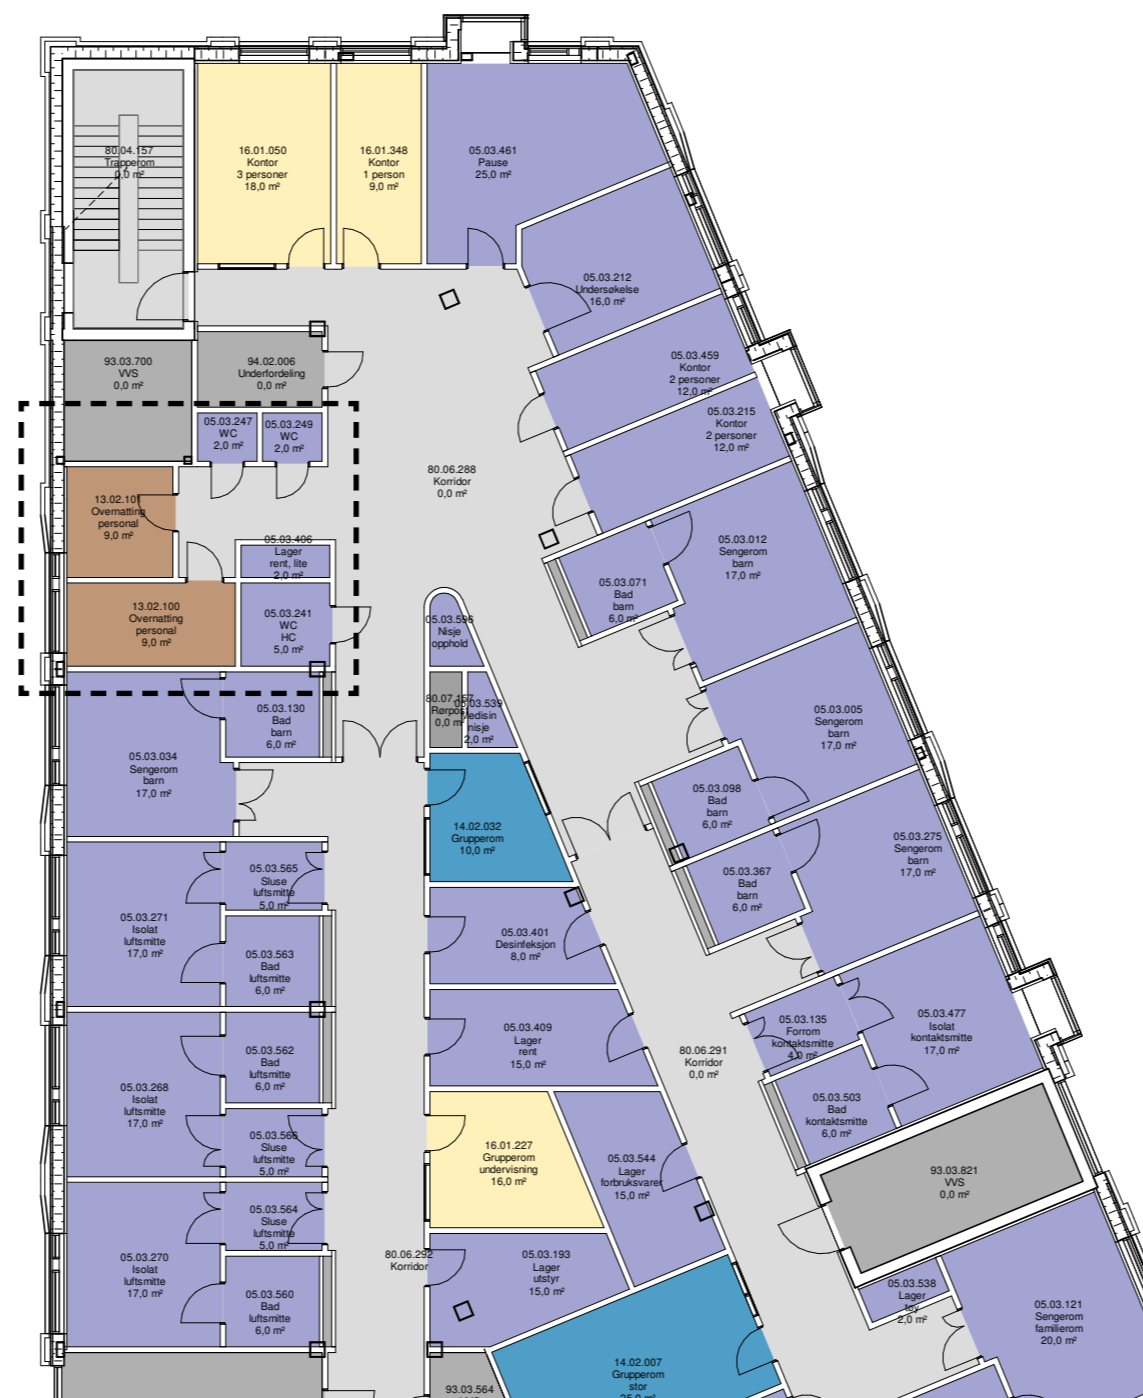 80.04.157
Trapperom
0,0 m²
16.01.050
Kontor
3 personer
18,0 m²
16.01.348
Kontor
1 person
9,0 m²
05.03.461
Pause
25,0 m²
05.03.212
Undersøkelse
16,0 m²
93.03.700
VVS
0,0 m²
94.02.006
Underfordeling
0,0 m²
05.03.459
Kontor
2 personer
12,0 m²
05.03.215
Kontor
2 personer
12,0 m²
05.03.247
WC
2,0 m²
05.03.249
WC
2,0 m²
80.06.288
Korridor
0,0 m²
13.02.101
Overnatting
personal
9,0 m²
05.03.406
Lager
rent, lite
2,0 m²
05.03.012
Sengerom
barn
17,0 m²
05.03.071
Bad
barn
6,0 m²
13.02.100
Overnatting
personal
9,0 m²
05.03.241
WC
HC
5,0 m²
05.03.596
Nisje
opphold
05.03.130
Bad
barn
6,0 m²
80.07.157
Rørpost
0,0 m²
05.03.539
Medisin
nisje
2,0 m²
05.03.005
Sengerom
barn
17,0 m²
05.03.034
Sengerom
barn
17,0 m²
05.03.098
Bad
barn
6,0 m²
14.02.032
Grupperom
10,0 m²
05.03.275
Sengerom
barn
17,0 m²
05.03.367
Bad
barn
6,0 m²
05.03.565
Sluse
luftsmitte
5,0 m²
05.03.271
Isolat
luftsmitte
17,0 m²
05.03.563
Bad
luftsmitte
6,0 m²
05.03.401
Desinfeksjon
8,0 m²
05.03.409
Lager
rent
15,0 m²
80.06.291
Korridor
0,0 m²
05.03.135
Forrom
kontaktsmitte
4,0 m²
05.03.477
Isolat
kontaktsmitte
17,0 m²
05.03.562
Bad
luftsmitte
6,0 m²
05.03.268
Isolat
luftsmitte
17,0 m²
05.03.503
Bad
kontaktsmitte
6,0 m²
05.03.566
Sluse
luftsmitte
5,0 m²
16.01.227
Grupperom
undervisning
16,0 m²
05.03.544
Lager
forbruksvarer
15,0 m²
93.03.821
VVS
0,0 m²
05.03.564
Sluse
luftsmitte
5,0 m²
05.03.270
Isolat
luftsmitte
17,0 m²
80.06.292
Korridor
05.03.193
Lager
utstyr
15,0 m²
05.03.560
Bad
luftsmitte
6,0 m²
05.03.538
Lager
tøy
2,0 m²
05.03.121
Sengerom
familierom
20,0 m²
14.02.007
Grupperom
stor
93.03.564